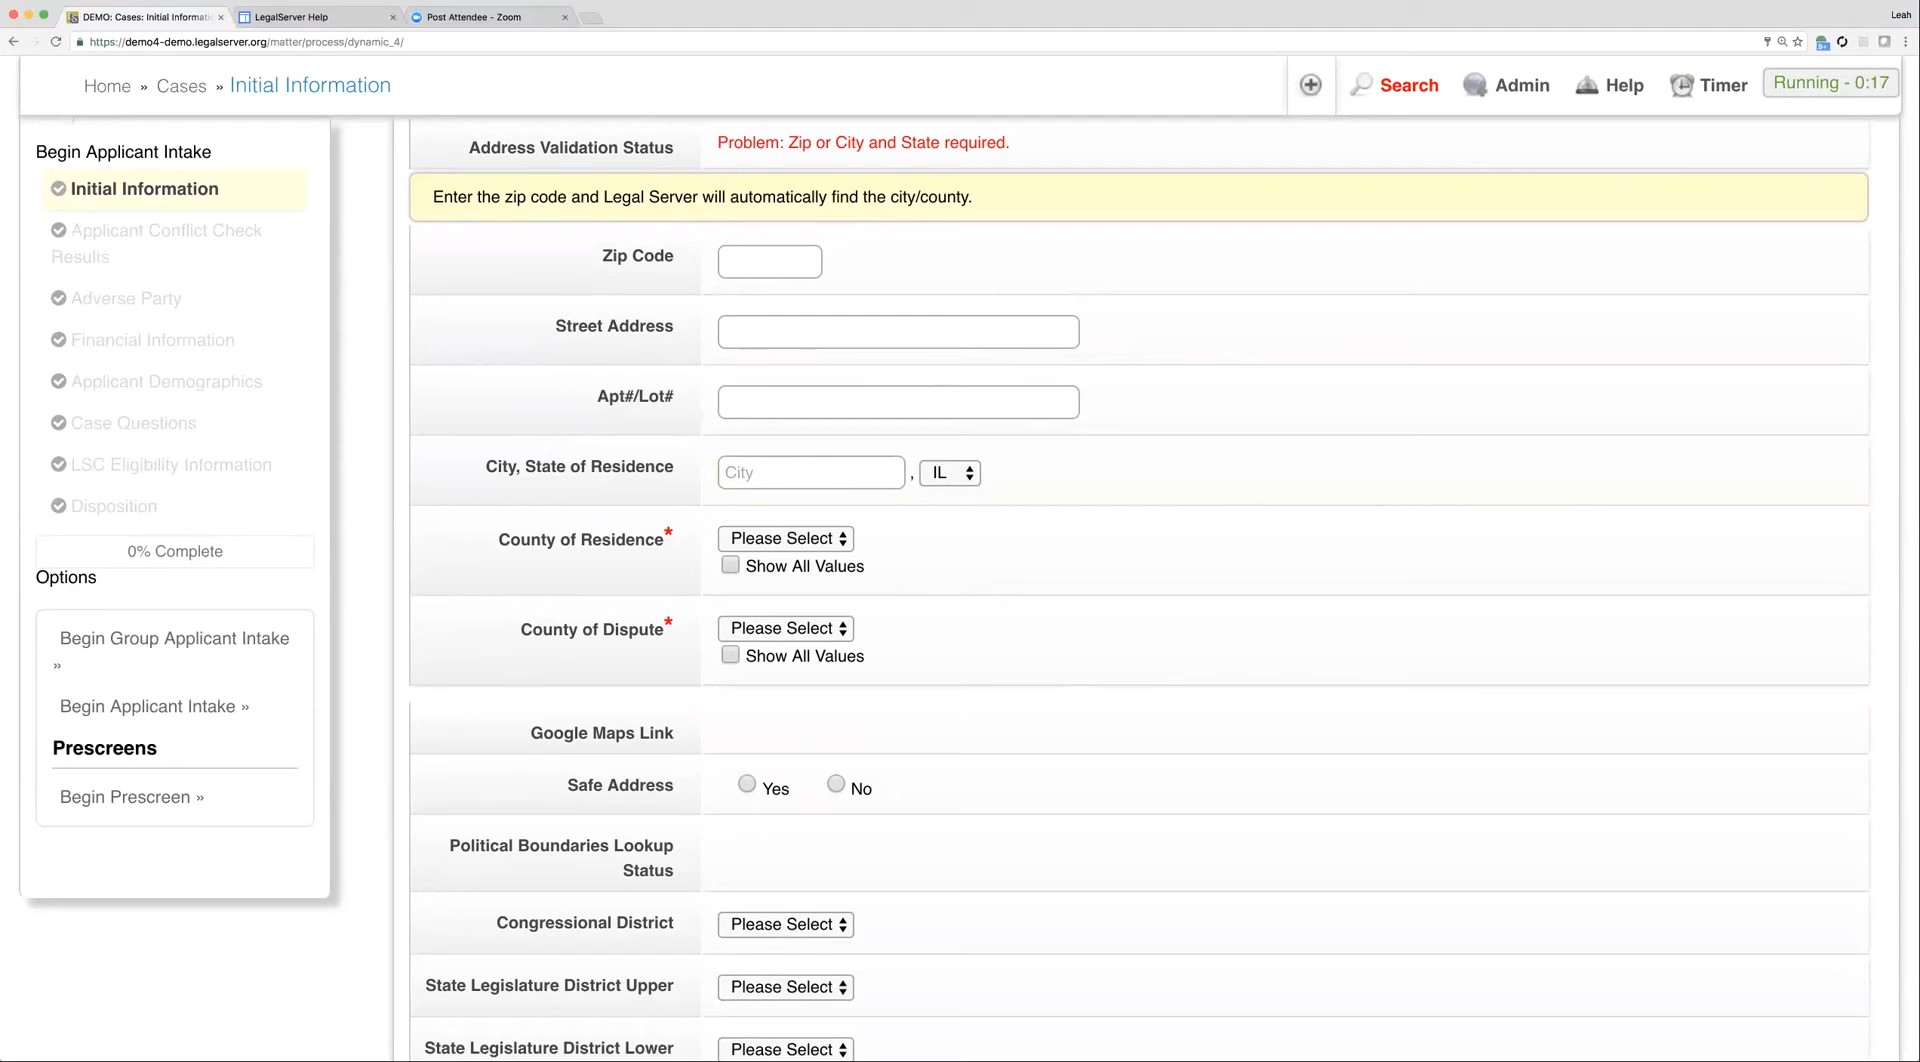 DEMO: Cases: Initial Informatic
LegalServer Help
Post Attendee - Zoom
Leah
https://demo4-demo.legalserver.org/matter/process/dynamic_4/
Home » Cases » Initial Information
Search
Admin
Help
Timer
Running - 0:17
Begin Applicant Intake
Initial Information
Applicant Conflict Check
Results
Adverse Party
Financial Information
Applicant Demographics
Case Questions
LSC Eligibility Information
Disposition
0% Complete
Options
Begin Group Applicant Intake
»
Begin Applicant Intake »
Prescreens
Begin Prescreen »
Address Validation Status
Problem: Zip or City and State required.
Enter the zip code and Legal Server will automatically find the city/county.
Zip Code
Street Address
Apt#/Lot#
City, State of Residence
City , IL
County of Residence*
Please Select
Show All Values
County of Dispute*
Please Select
Show All Values
Google Maps Link
Safe Address
Yes No
Political Boundaries Lookup
Status
Congressional District
Please Select
State Legislature District Upper
Please Select
State Legislature District Lower
Please Select